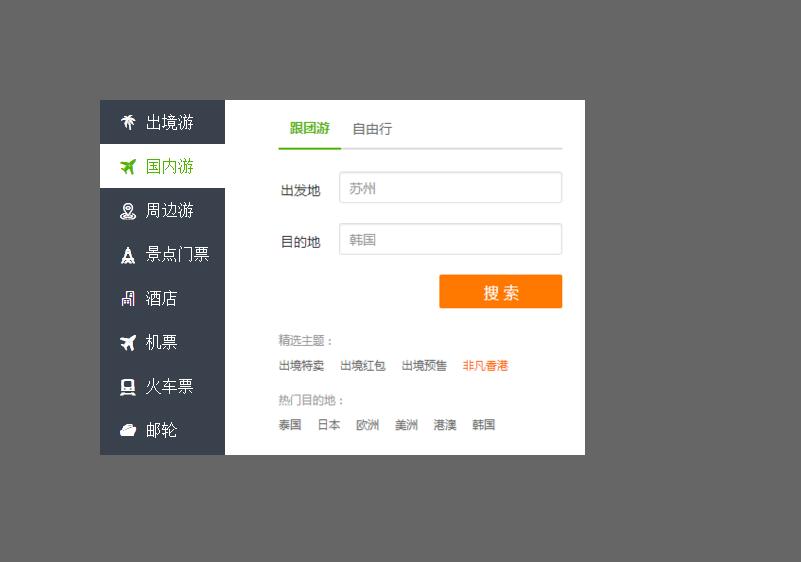 出境游
国内游
周边游
景点门票
酒店
机票
火车票
邮轮
跟团游 自由行
出发地 苏州
目的地 韩国
搜 索
精选主题：
出境特卖 出境红包 出境预售 非凡香港
热门目的地：
泰国 日本 欧洲 美洲 港澳 韩国